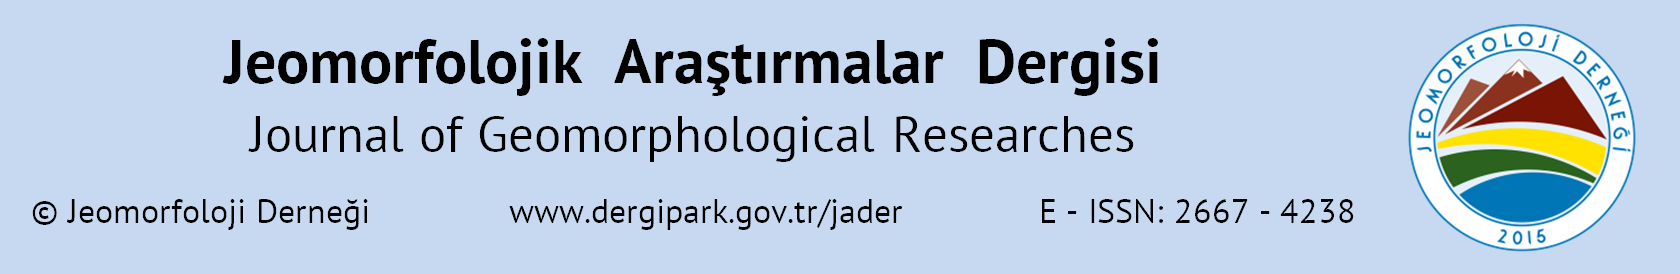 Jeomorfolojik Araştırmalar Dergisi
Journal of Geomorphological Researches
© Jeomorfoloji Derneği www.dergipark.gov.tr/jader E - ISSN: 2667 - 4238
JEOMORFOLOJİ DERNEĞİ
2015